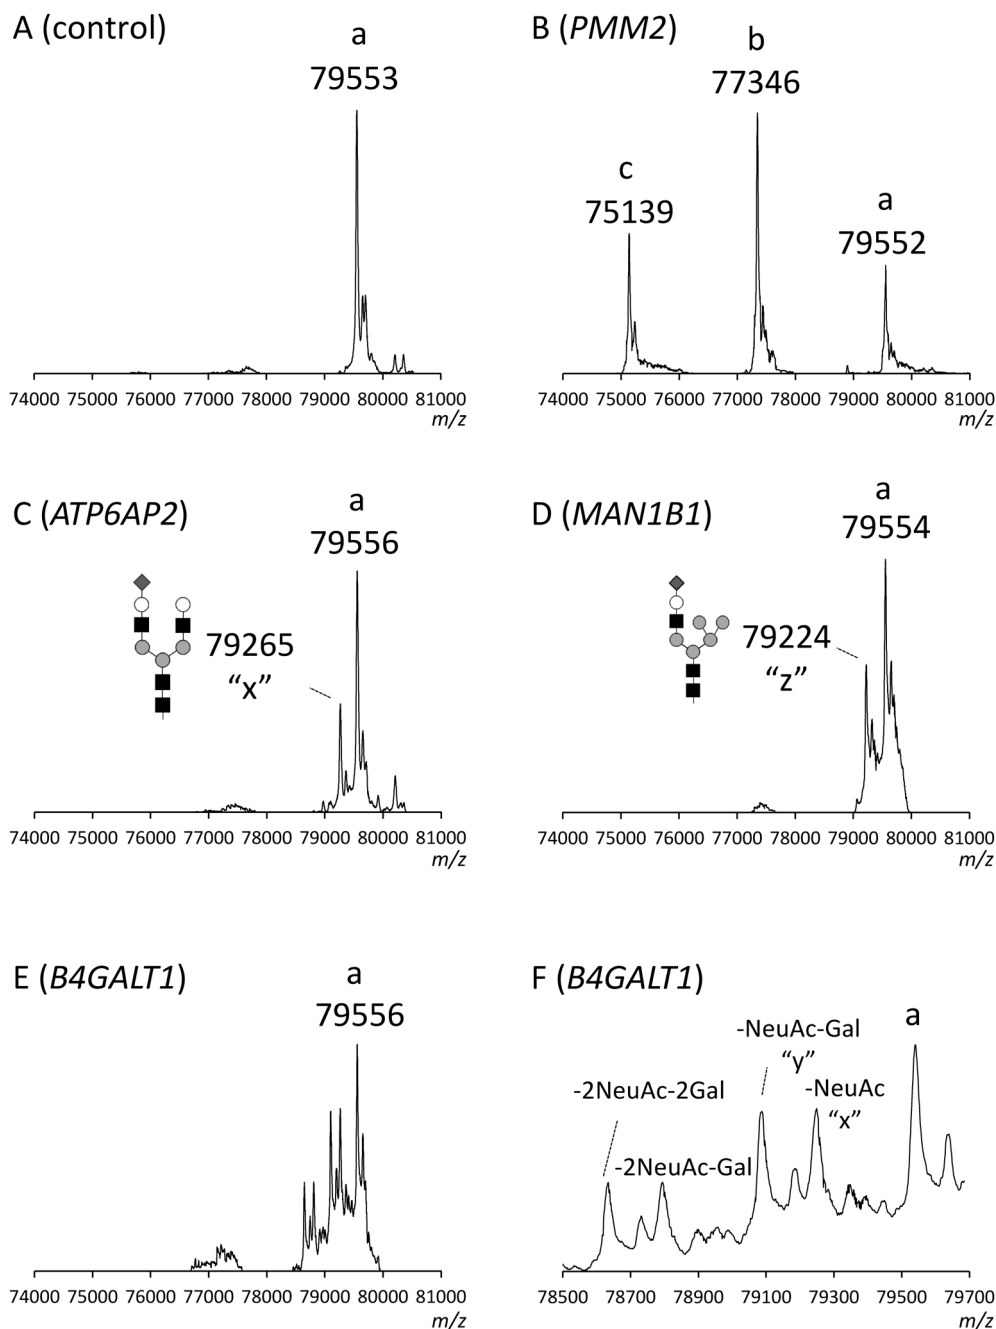 A (control)
a
79553
74000 75000 76000 77000 78000 79000 80000 81000
m/z
B (PMM2)
b
77346
c
75139
a
79552
74000 75000 76000 77000 78000 79000 80000 81000
m/z
C (ATP6AP2)
a
79556
79265
“x”
74000 75000 76000 77000 78000 79000 80000 81000
m/z
D (MAN1B1)
a
79554
79224
“z”
74000 75000 76000 77000 78000 79000 80000 81000
m/z
E (B4GALT1)
a
79556
74000 75000 76000 77000 78000 79000 80000 81000
m/z
F (B4GALT1)
a
-NeuAc-Gal
“y”
-2NeuAc-2Gal
-NeuAc
“x”
-2NeuAc-Gal
78500 78700 78900 79100 79300 79500 79700
m/z